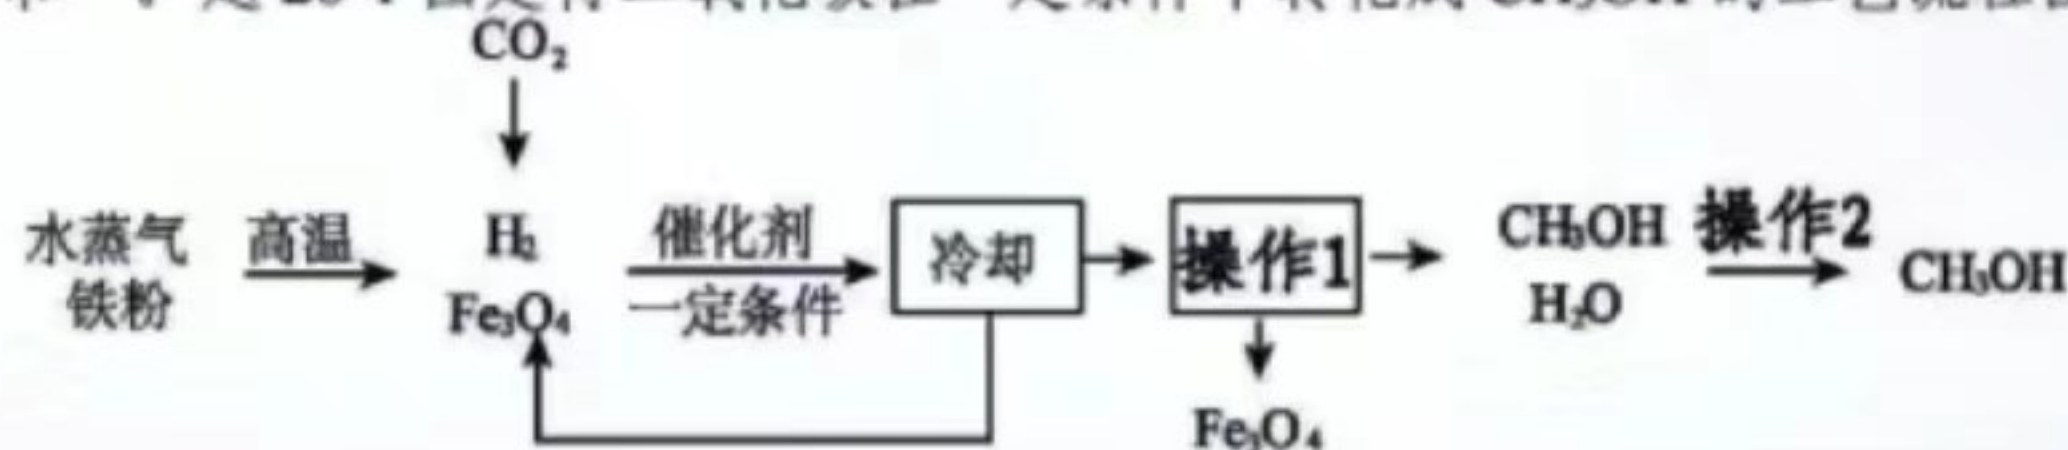 CO₂
水蒸气 高温 H₂ 催化剂 冷却 操作1 CH₃OH 操作2 CH₃OH
铁粉 Fe₃O₄ 一定条件 H₂O
Fe₃O₄